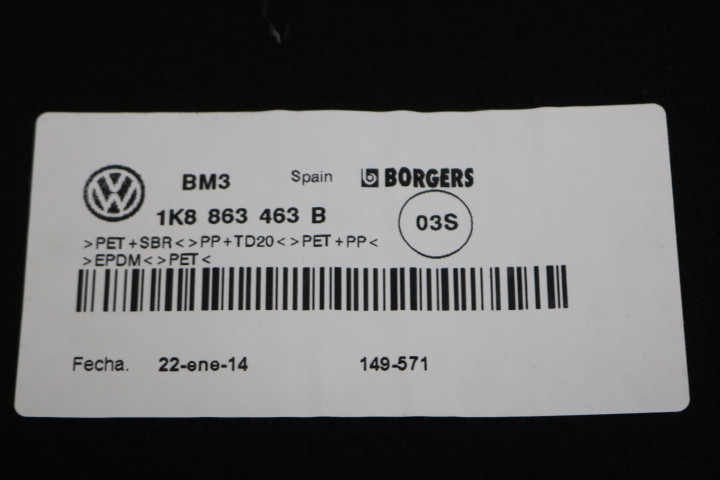 BM3 Spain BORGERS
1K8 863 463 B 03S
>PET+SBR<>PP+TD20<>PET+PP<
>EPDM<>PET<
Fecha. 22-ene-14 149-571